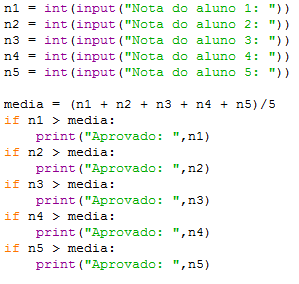 n1 = int(input("Nota do aluno 1: "))
n2 = int(input("Nota do aluno 2: "))
n3 = int(input("Nota do aluno 3: "))
n4 = int(input("Nota do aluno 4: "))
n5 = int(input("Nota do aluno 5: "))

media = (n1 + n2 + n3 + n4 + n5)/5
if n1 > media:
    print("Aprovado: ",n1)
if n2 > media:
    print("Aprovado: ",n2)
if n3 > media:
    print("Aprovado: ",n3)
if n4 > media:
    print("Aprovado: ",n4)
if n5 > media:
    print("Aprovado: ",n5)